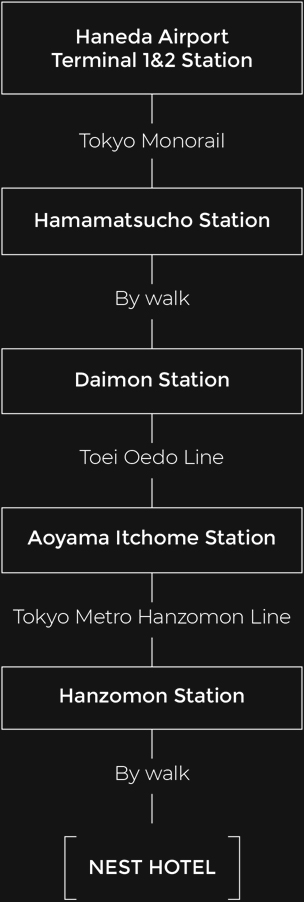 Haneda Airport
Terminal 1&2 Station
Tokyo Monorail
Hamamatsucho Station
By walk
Daimon Station
Toei Oedo Line
Aoyama Itchome Station
Tokyo Metro Hanzomon Line
Hanzomon Station
By walk
NEST HOTEL